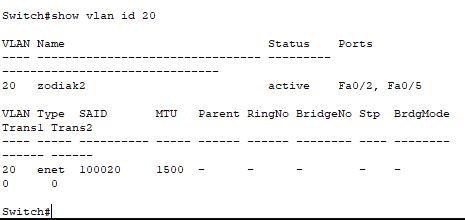 Switch#show vlan id 20
VLAN Name                             Status    Ports
---- -------------------------------- --------- 
-------------------------------
20   zodiak2                          active    Fa0/2, Fa0/5
VLAN Type  SAID       MTU   Parent RingNo BridgeNo Stp  BrdgMode
Trans1 Trans2
---- ----- ---------- ----- ------ ------ -------- ---- --------
------ ------
20   enet  100020     1500  -      -      -        -    -
0      0
Switch#